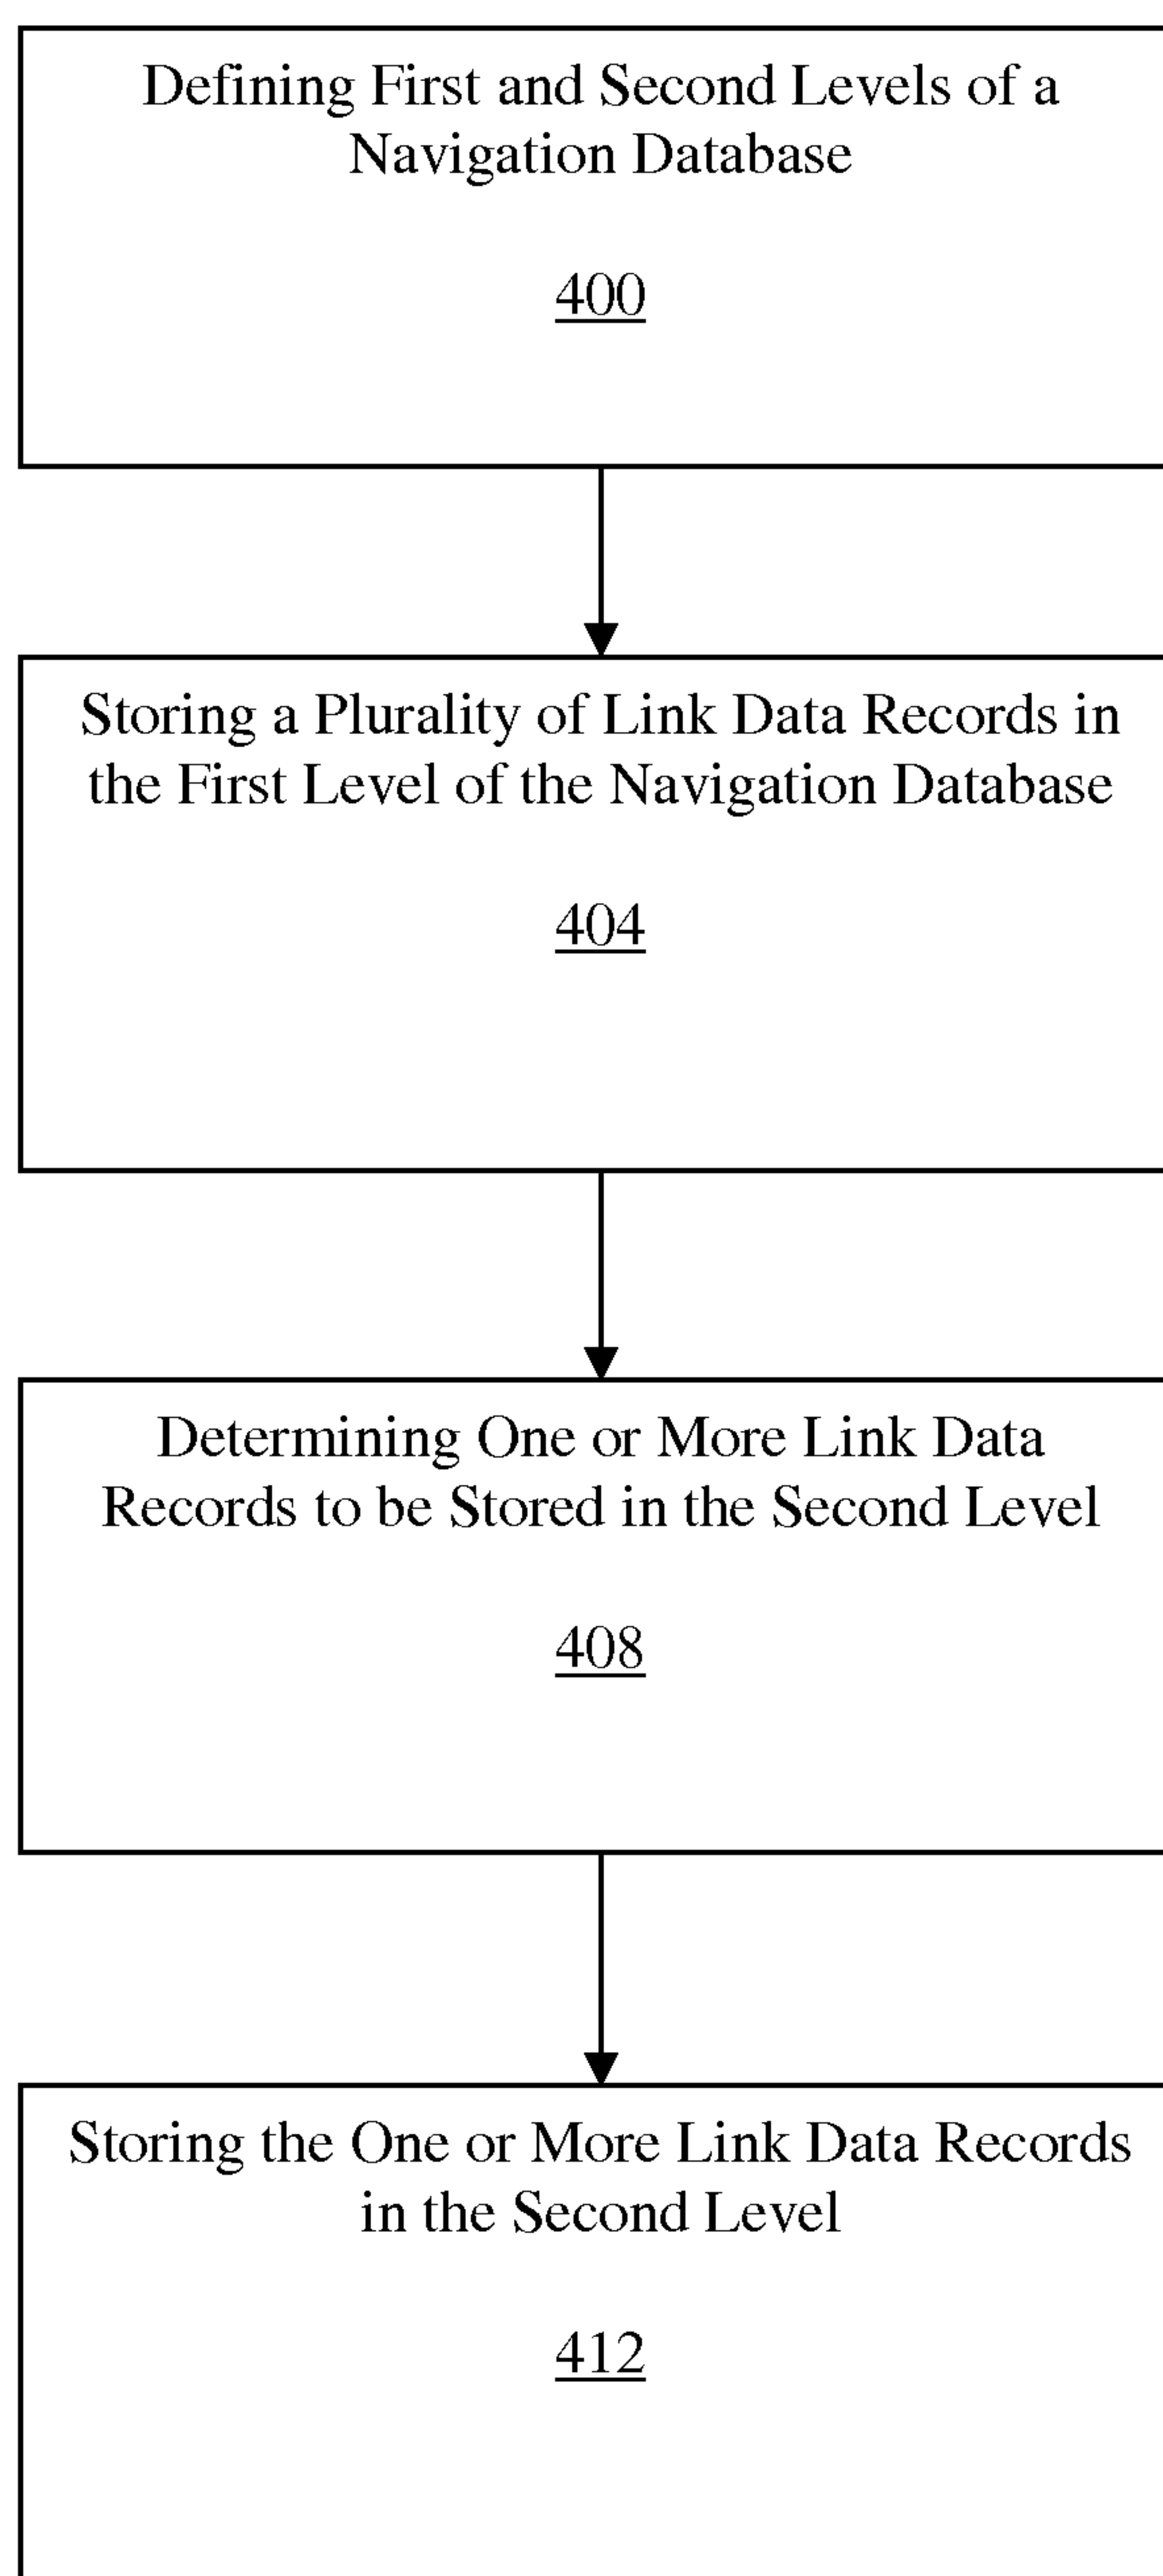 Defining First and Second Levels of a
Navigation Database
400
Storing a Plurality of Link Data Records in
the First Level of the Navigation Database
404
Determining One or More Link Data
Records to be Stored in the Second Level
408
Storing the One or More Link Data Records
in the Second Level
412